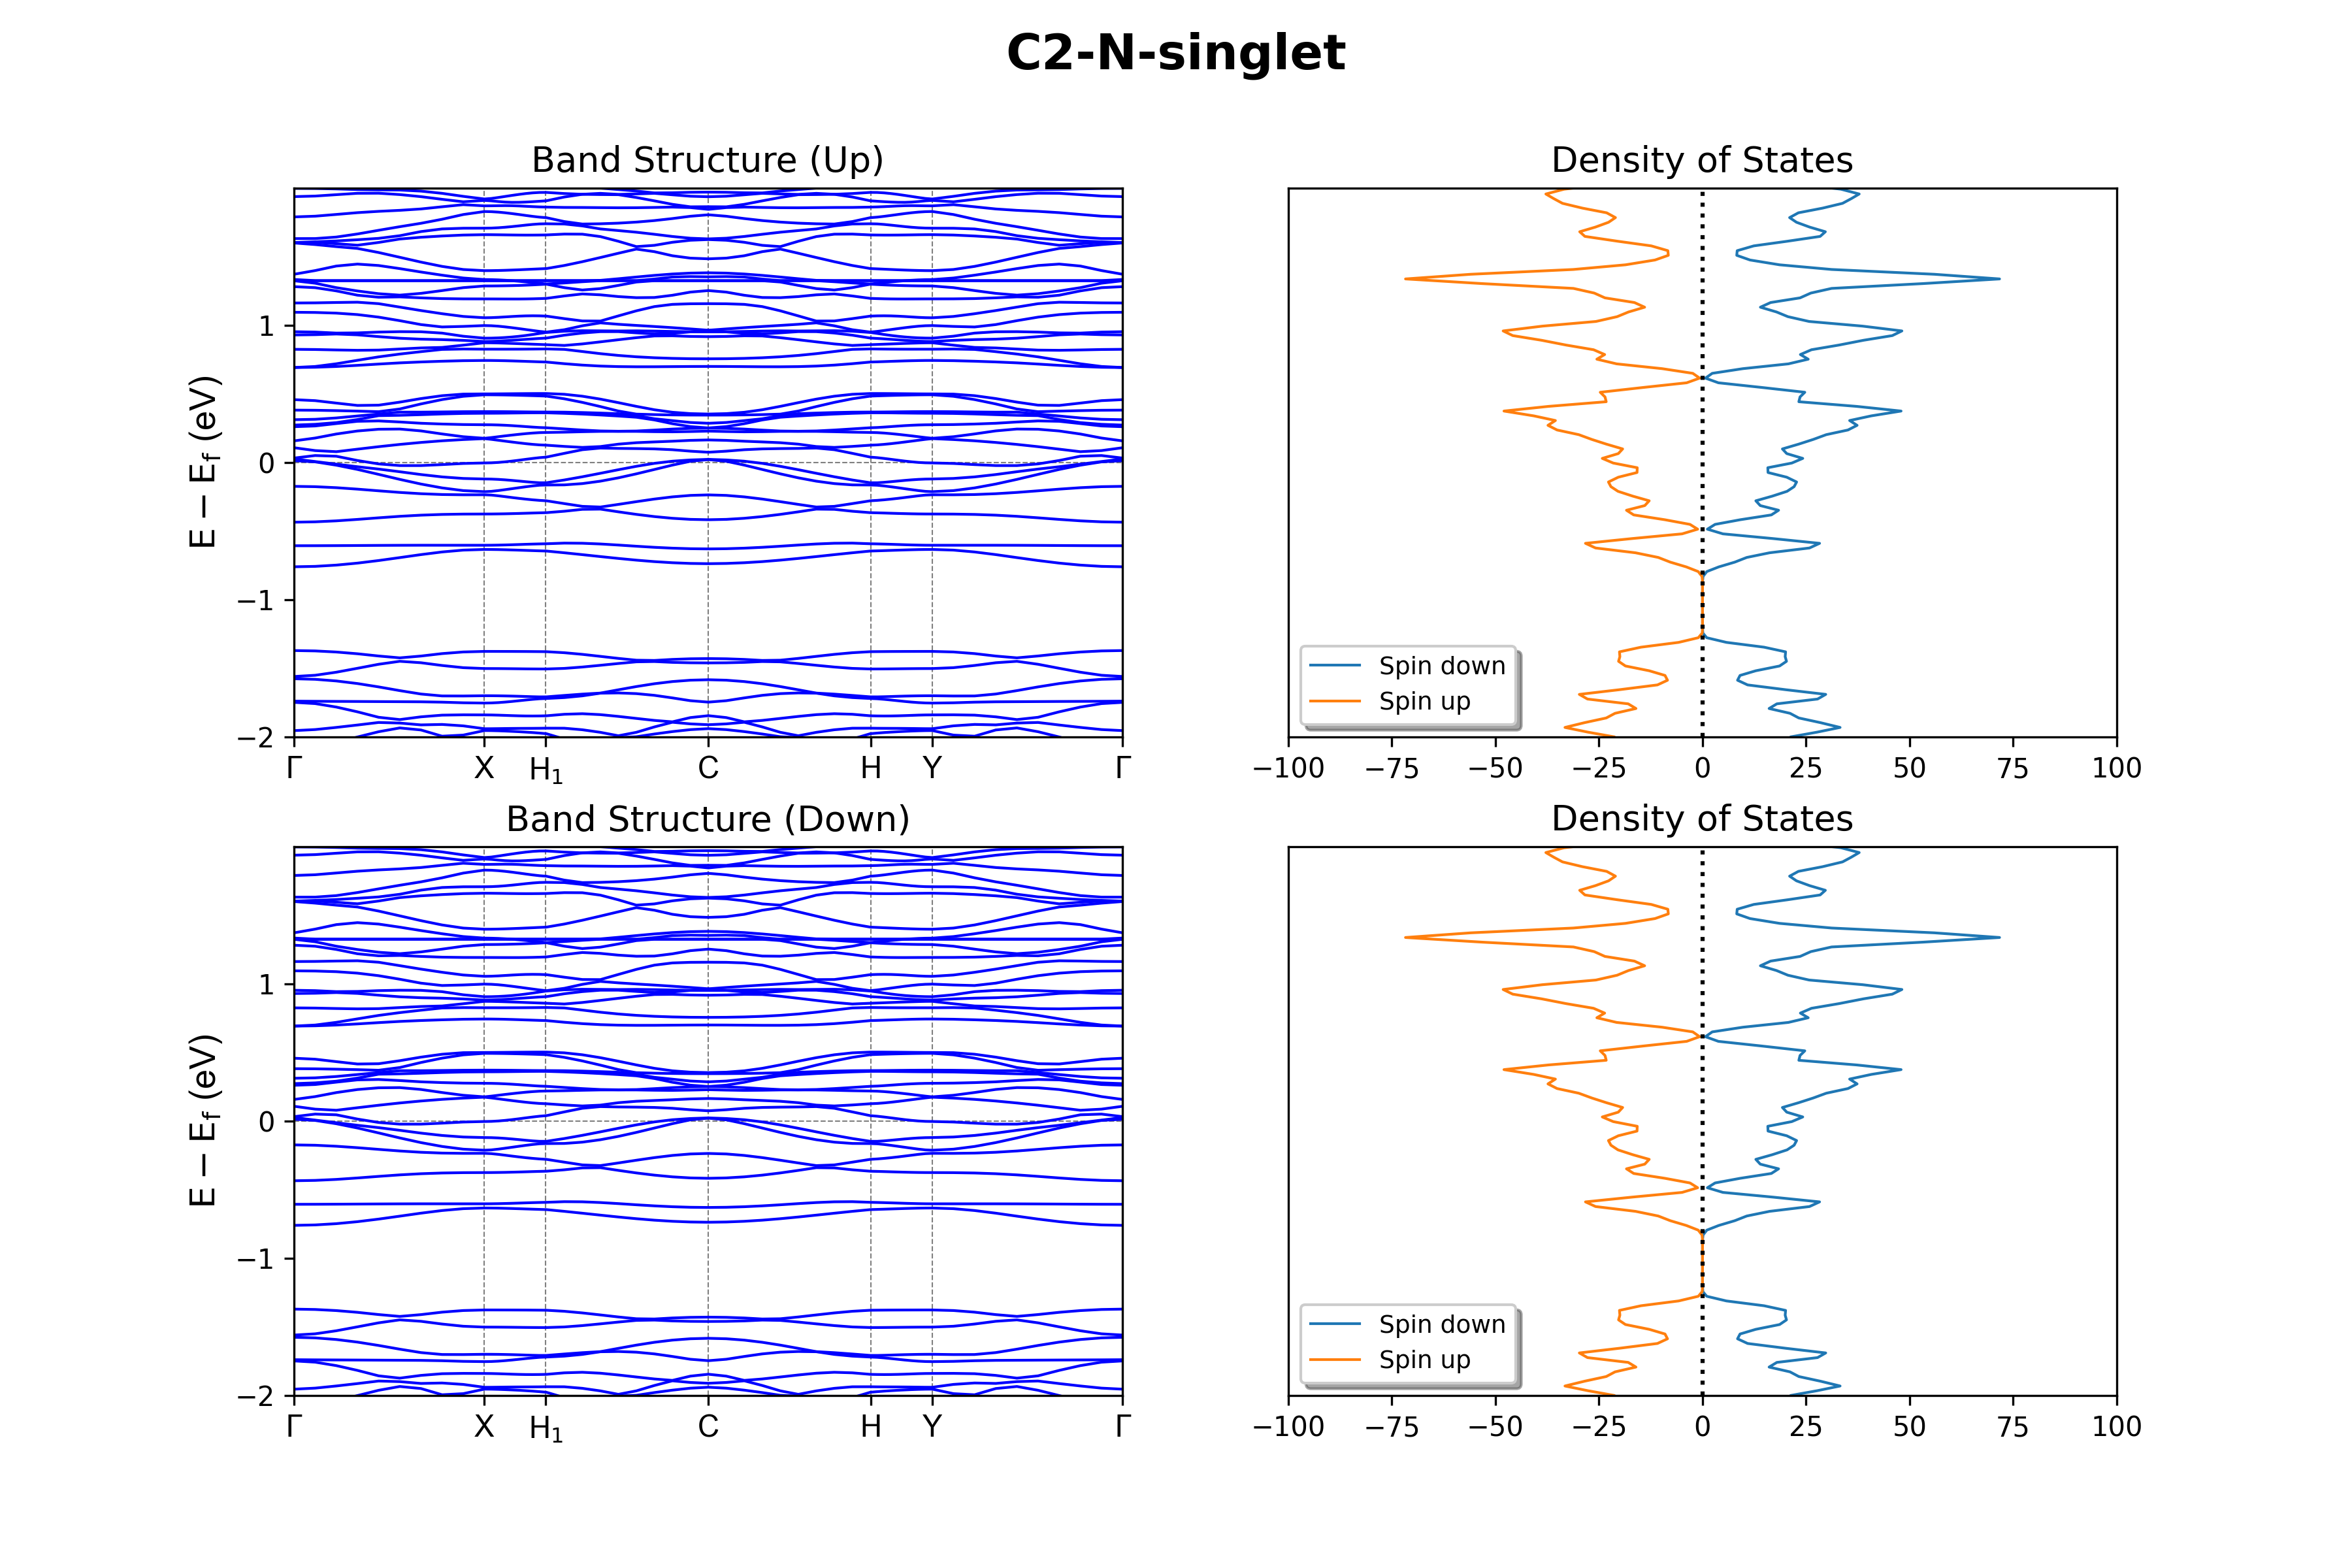 C2-N-singlet
Band Structure (Up)
E − E_f (eV)
1
0
−1
−2
Γ X H₁ C H Y Γ
Density of States
Spin down
Spin up
−100 −75 −50 −25 0 25 50 75 100
Band Structure (Down)
E − E_f (eV)
1
0
−1
−2
Γ X H₁ C H Y Γ
Density of States
Spin down
Spin up
−100 −75 −50 −25 0 25 50 75 100